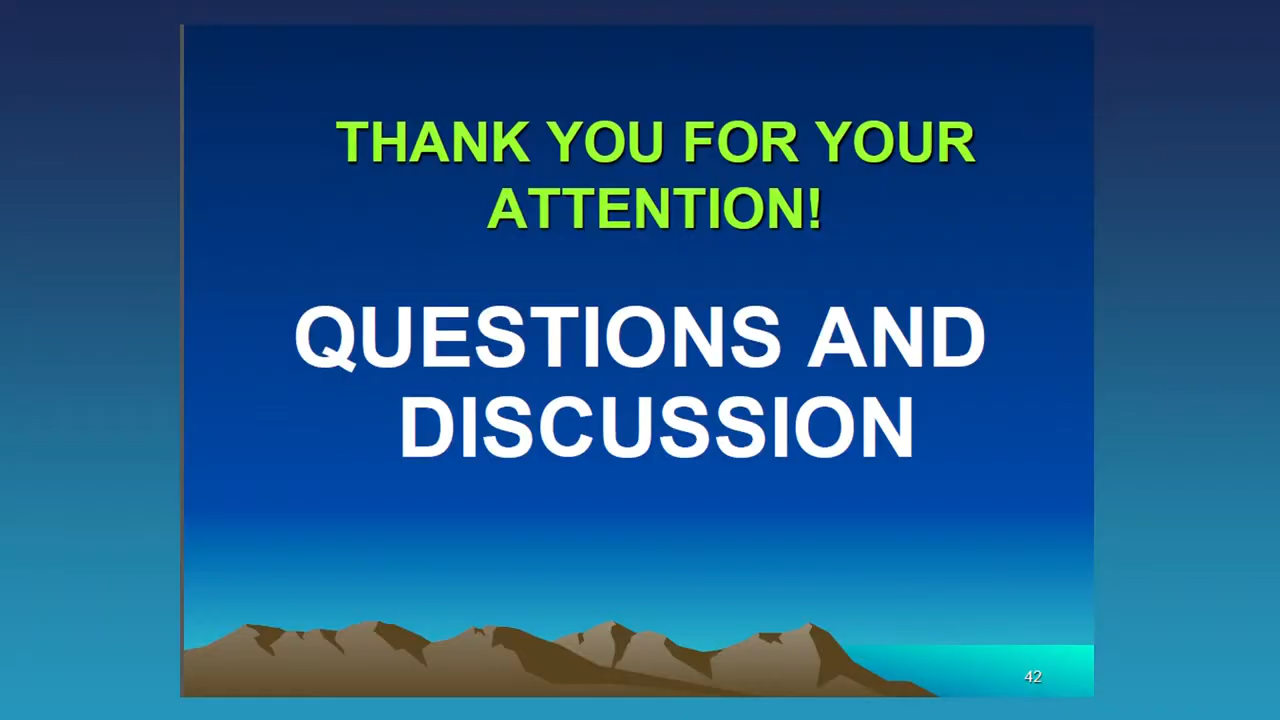 THANK YOU FOR YOUR
ATTENTION!
QUESTIONS AND
DISCUSSION
42